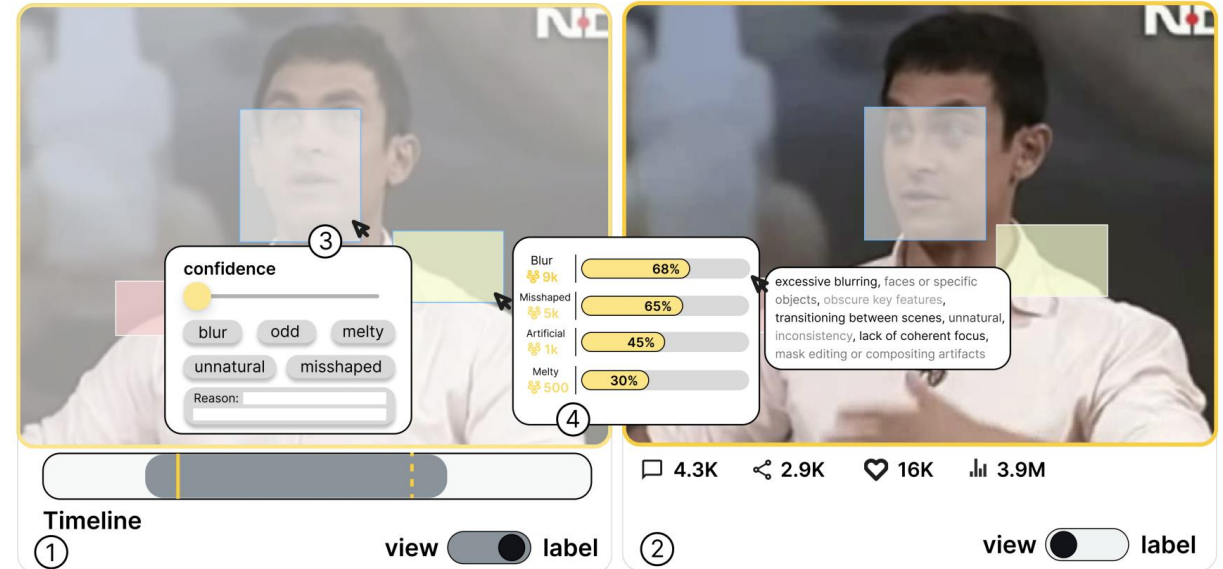 ③
confidence
blur odd melty
unnatural misshaped
Reason:
Timeline
①
view label
Blur
9k
68%
Misshaped
5k
65%
Artificial
1k
45%
Melty
500
30%
④
excessive blurring, faces or specific
objects, obscure key features,
transitioning between scenes, unnatural,
inconsistency, lack of coherent focus,
mask editing or compositing artifacts
4.3K 2.9K 16K 3.9M
②
view label